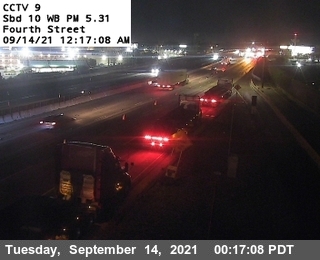 CCTV 9
Sbd 10 WB PM 5.31
Fourth Street
09/14/21 12:17:08 AM
Tuesday, September 14, 2021 00:17:08 PDT